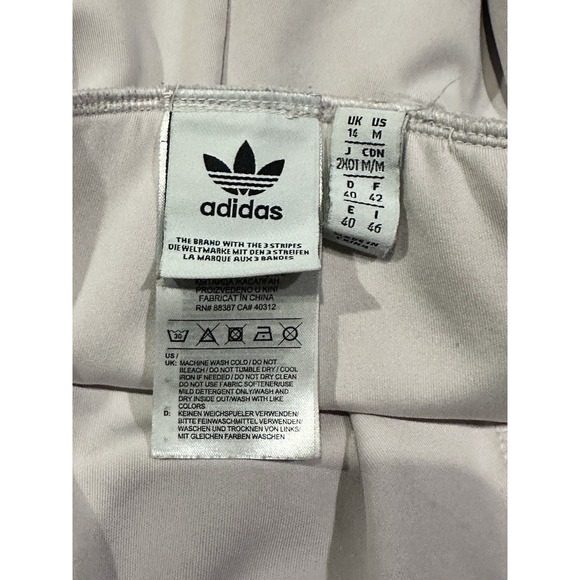 adidas
THE BRAND WITH THE 3 STRIPES
DIE WELTMARKE MIT DEN 3 STREIFEN
LA MARQUE AUX 3 BANDES
UK US
14 M
J CDN
2XOT M/M
D F
40 42
E I
40 46
PROIZVEDENO U KINI
FABRICAT IN CHINA
RN# 88387 CA# 40312
30
US /
UK: MACHINE WASH COLD / DO NOT
BLEACH / DO NOT TUMBLE DRY / COOL
IRON IF NEEDED / DO NOT DRY CLEAN
DO NOT USE FABRIC SOFTENER/USE
MILD DETERGENT ONLY/WASH AND
DRY INSIDE OUT/WASH WITH LIKE
COLORS
D: KEINEN WEICHSPUELER VERWENDEN/
BITTE FEINWASCHMITTEL VERWENDEN/
WASCHEN UND TROCKNEN VON LINKS/
MIT GLEICHEN FARBEN WASCHEN